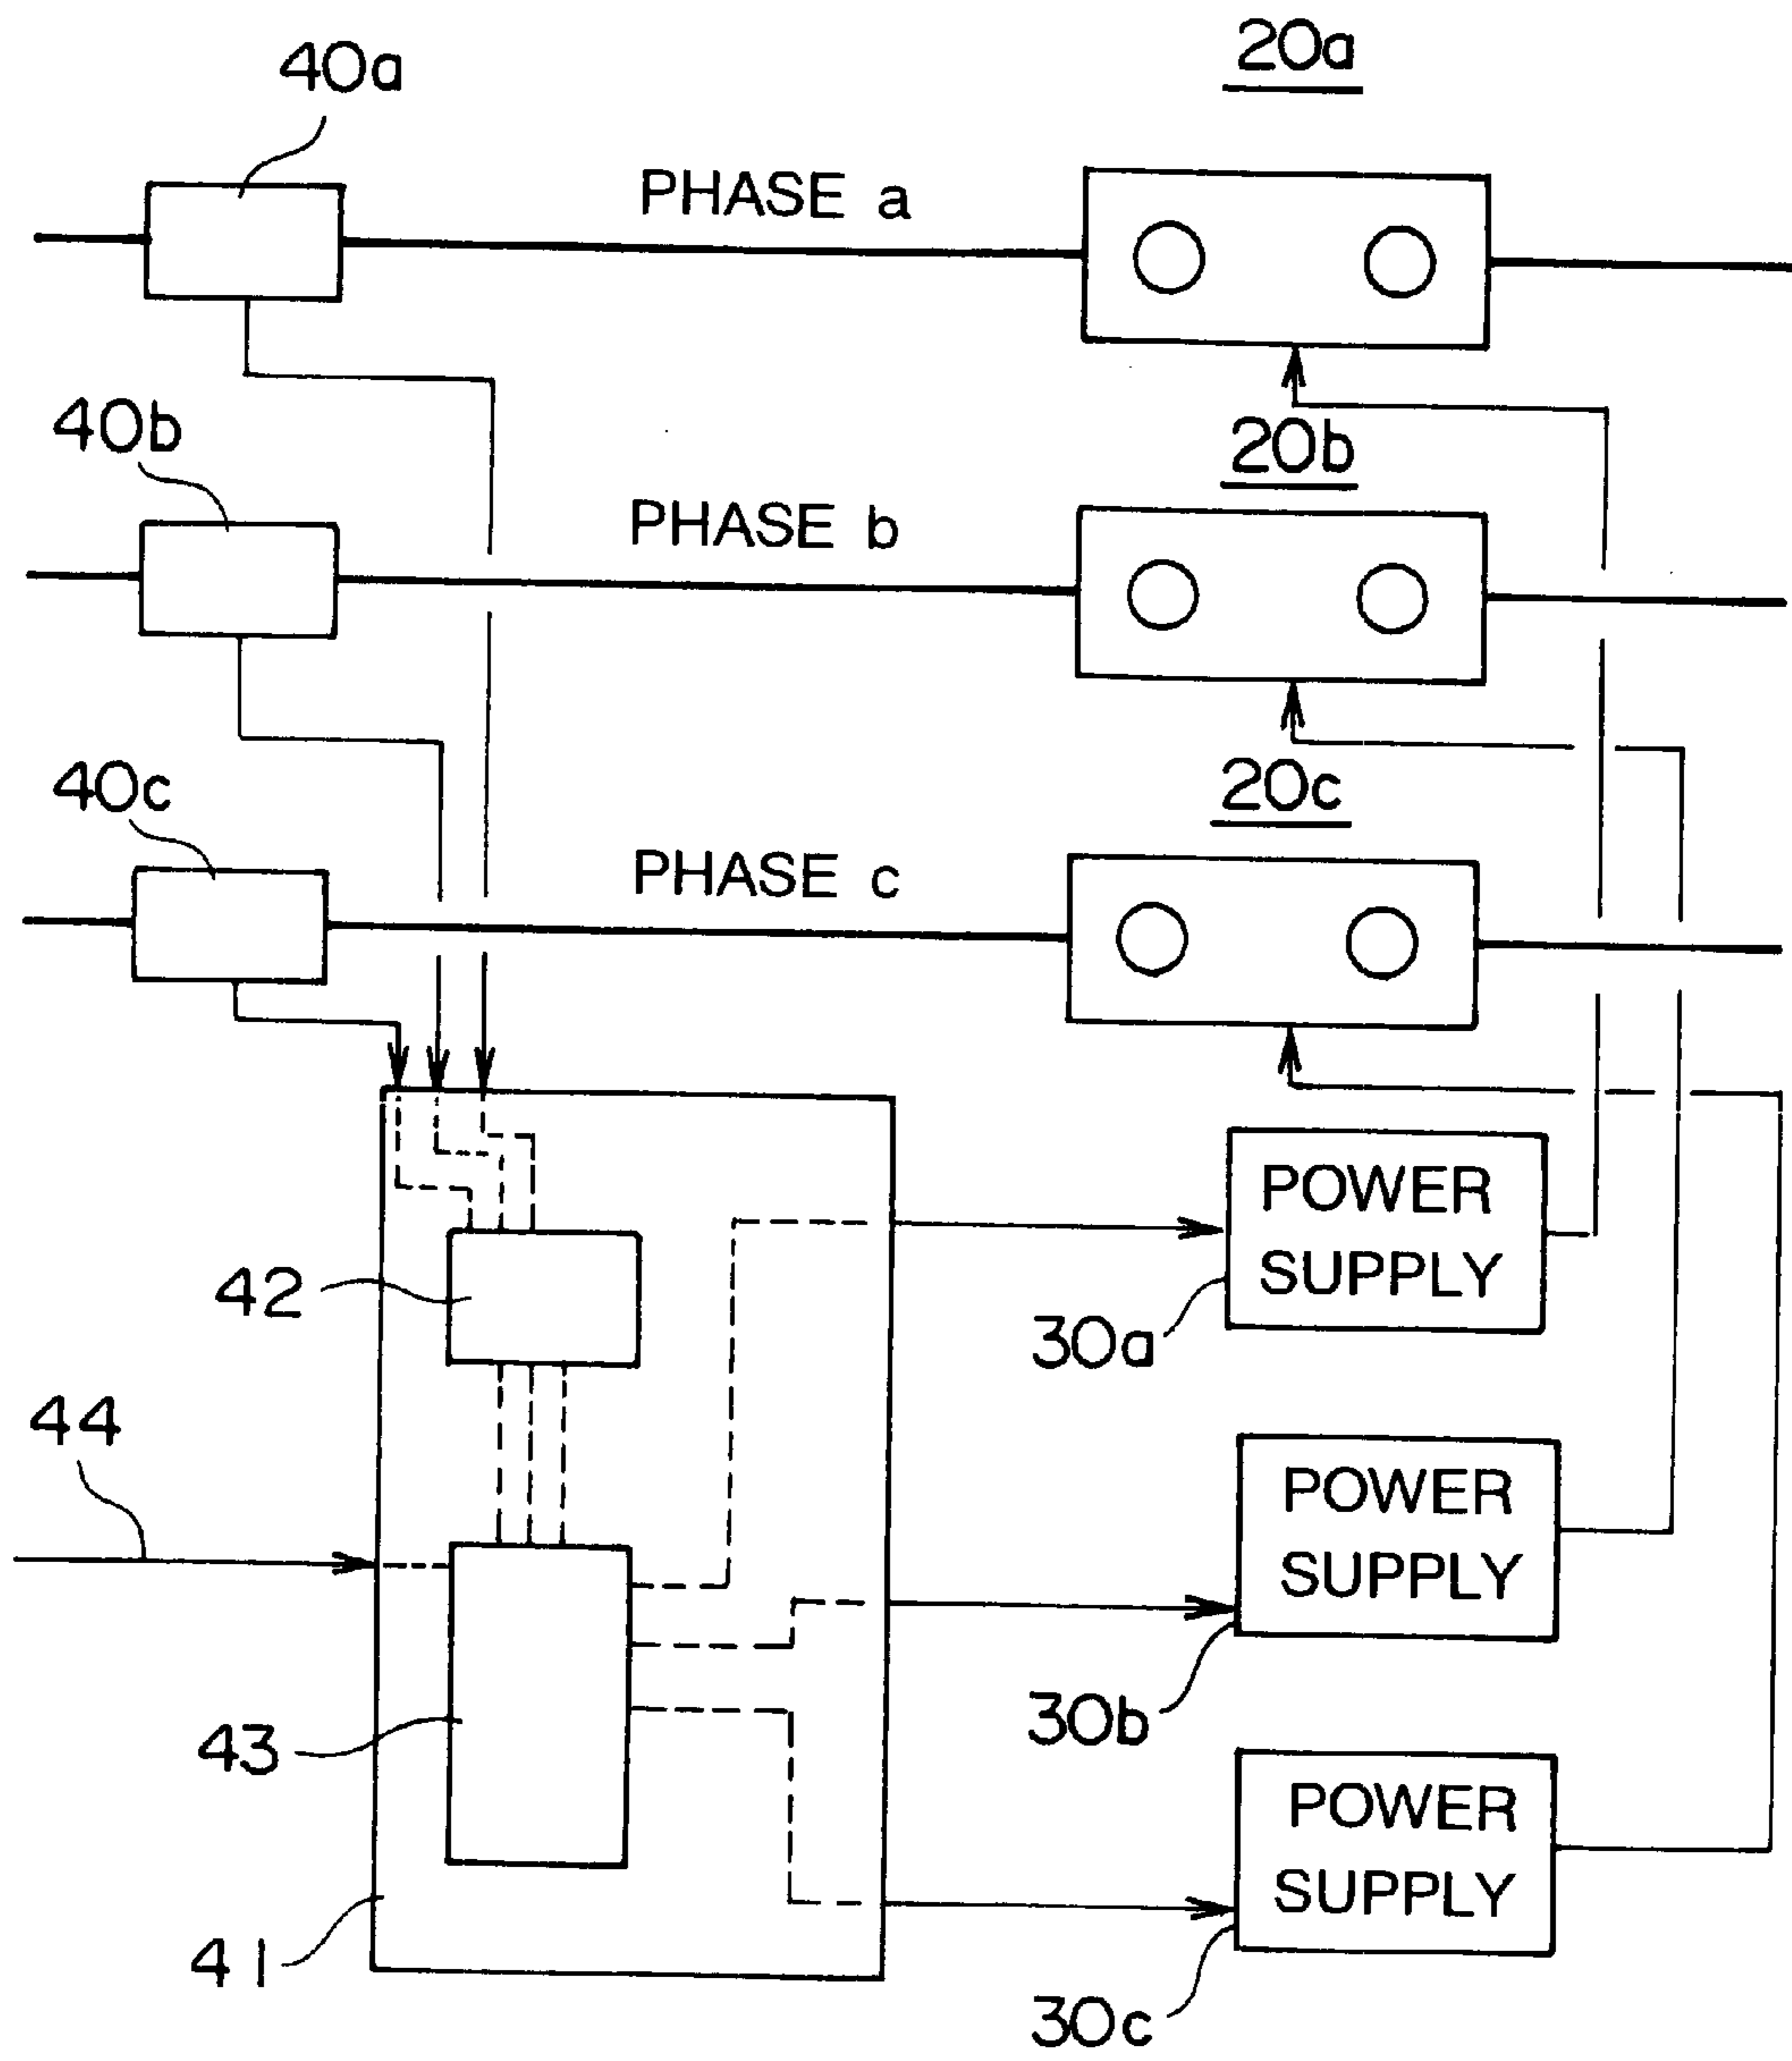 20a
40a
PHASE a
40b
20b
PHASE b
40c
20c
PHASE c
POWER
SUPPLY
42
30a
44
POWER
SUPPLY
30b
43
POWER
SUPPLY
41
30c